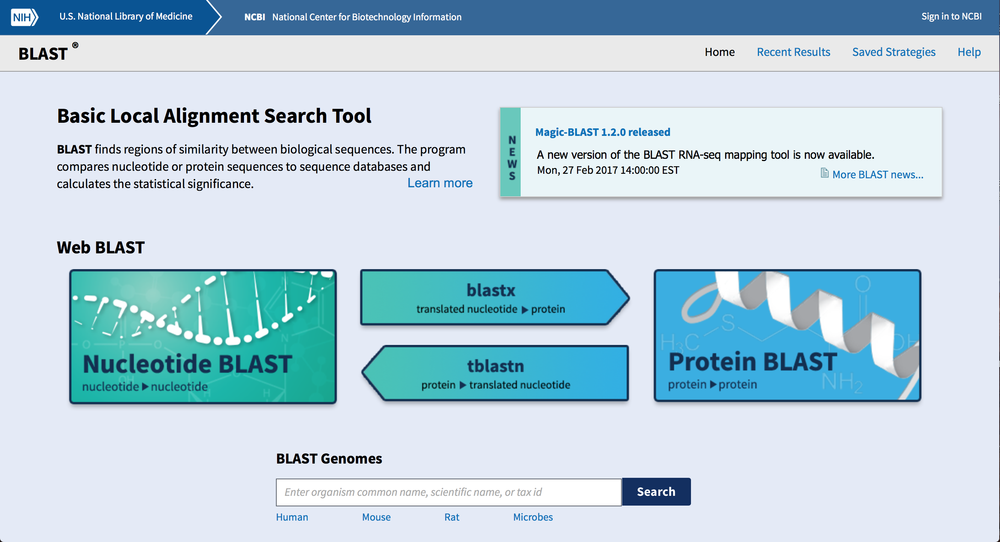 NIH U.S. National Library of Medicine NCBI National Center for Biotechnology Information Sign in to NCBI
BLAST ® Home Recent Results Saved Strategies Help
Basic Local Alignment Search Tool
BLAST finds regions of similarity between biological sequences. The program
compares nucleotide or protein sequences to sequence databases and
calculates the statistical significance. Learn more
NEWS
Magic-BLAST 1.2.0 released
A new version of the BLAST RNA-seq mapping tool is now available.
Mon, 27 Feb 2017 14:00:00 EST
More BLAST news...
Web BLAST
N
N
O P O
OH
O
H H
Nucleotide BLAST
nucleotide ▶ nucleotide
blastx
translated nucleotide ▶ protein
tblastn
protein ▶ translated nucleotide
O
S
H₃C OH
NH₂
Protein BLAST
protein ▶ protein
BLAST Genomes
Enter organism common name, scientific name, or tax id Search
Human Mouse Rat Microbes